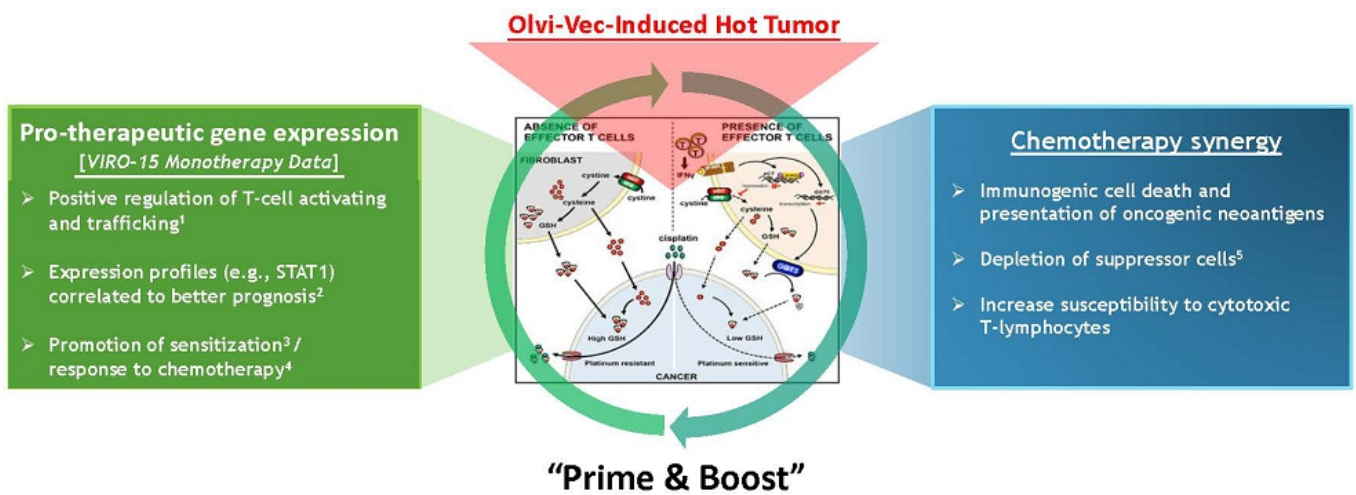 Olvi-Vec-Induced Hot Tumor
Pro-therapeutic gene expression
[VIRO-15 Monotherapy Data]
➢ Positive regulation of T-cell activating
and trafficking¹
➢ Expression profiles (e.g., STAT1)
correlated to better prognosis²
➢ Promotion of sensitization³/
response to chemotherapy⁴
ABSENCE OF
EFFECTOR T CELLS
PRESENCE OF
EFFECTOR T CELLS
FIBROBLAST
cystine
cystine
cysteine
GSH
T
T
T
T
IFNγ
cystine
cysteine
GSH
transcription
GGT5
cisplatin
High GSH
Low GSH
Platinum resistant
Platinum sensitive
CANCER
Chemotherapy synergy
➢ Immunogenic cell death and
presentation of oncogenic neoantigens
➢ Depletion of suppressor cells⁵
➢ Increase susceptibility to cytotoxic
T-lymphocytes
"Prime & Boost"